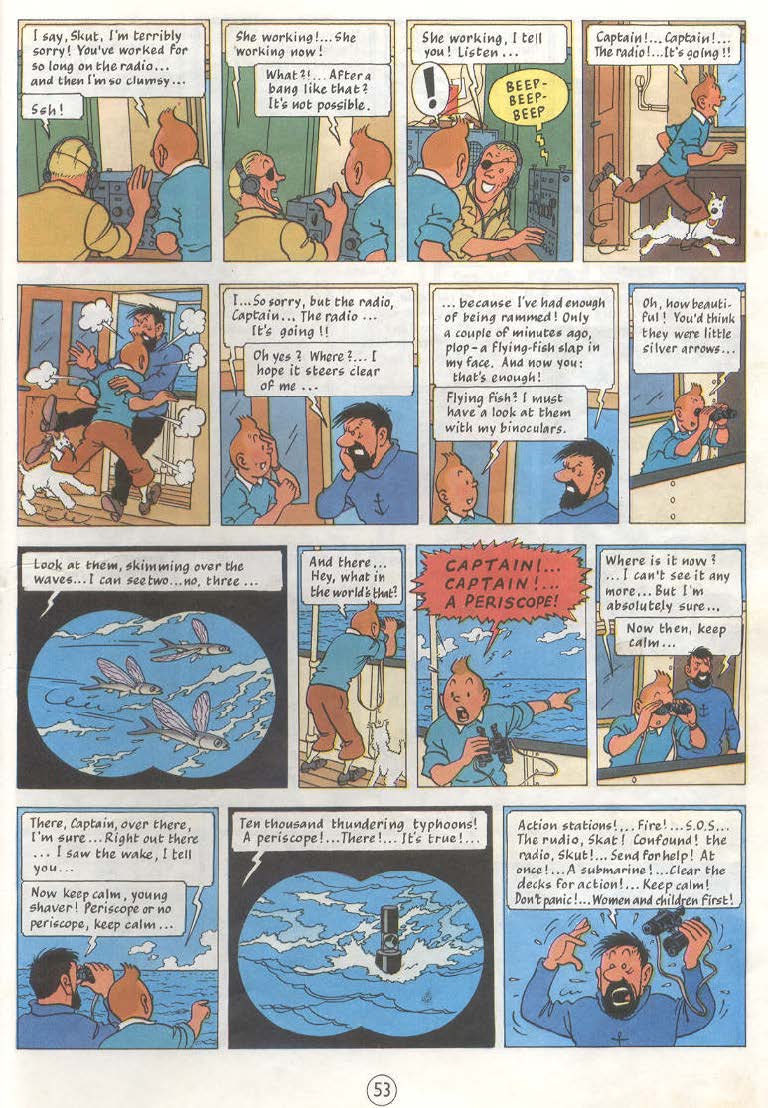 I say, Skut, I'm terribly
sorry! You've worked for
so long on the radio...
and then I'm so clumsy...
Ssh!
She working!...She
working now!
What?!... After a
bang like that?
It's not possible.
She working, I tell
you! Listen...
!
BEEP-
BEEP-
BEEP
Captain!... Captain!...
The radio!...It's going!!
I...So sorry, but the radio,
Captain... The radio...
It's going!!
Oh yes? Where?... I
hope it steers clear
of me...
... because I've had enough
of being rammed! Only
a couple of minutes ago,
plop-a flying-fish slap in
my face. And now you:
that's enough!
Flying fish? I must
have a look at them
with my binoculars.
Oh, how beauti-
ful! You'd think
they were little
silver arrows...
Look at them, skimming over the
waves...I can see two...no, three...
And there...
Hey, what in
the world's that?
CAPTAIN!...
CAPTAIN!...
A PERISCOPE!
Where is it now?
...I can't see it any
more... But I'm
absolutely sure...
Now then, keep
calm...
There, Captain, over there,
I'm sure...Right out there
... I saw the wake, I tell
you...
Now keep calm, young
shaver! Periscope or no
periscope, keep calm...
Ten thousand thundering typhoons!
A periscope!...There!... It's true!...
Action stations!... Fire!...S.O.S...
The rudio, Skat! Confound! the
radio, Skut!... Send for help! At
once!...A submarine!...Clear the
decks for action!... Keep calm!
Don't panic!...Women and children first!
53